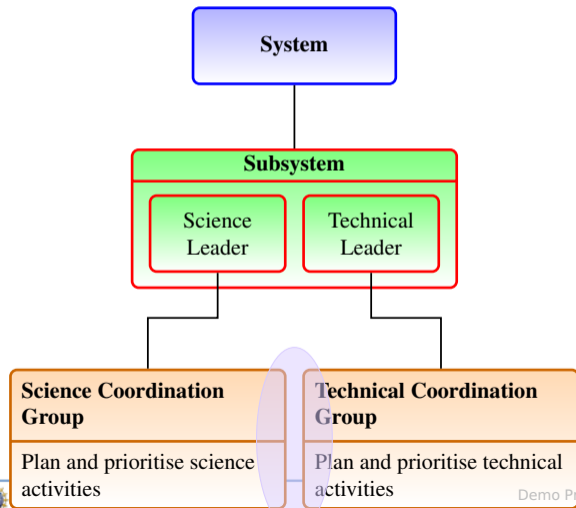 System
Subsystem
Science
Leader
Technical
Leader
Science Coordination
Group
Plan and prioritise science
activities
Technical Coordination
Group
Plan and prioritise technical
activities
Demo